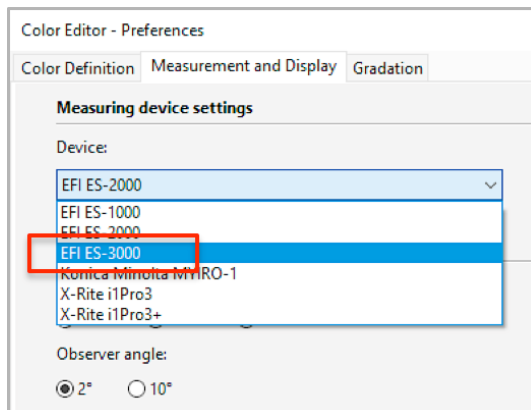 Color Editor - Preferences
Color Definition Measurement and Display Gradation
Measuring device settings
Device:
EFI ES-2000
EFI ES-1000
EFI ES-2000
EFI ES-3000
Konica Minolta MYIRO-1
X-Rite i1Pro3
X-Rite i1Pro3+
Observer angle:
2° 10°